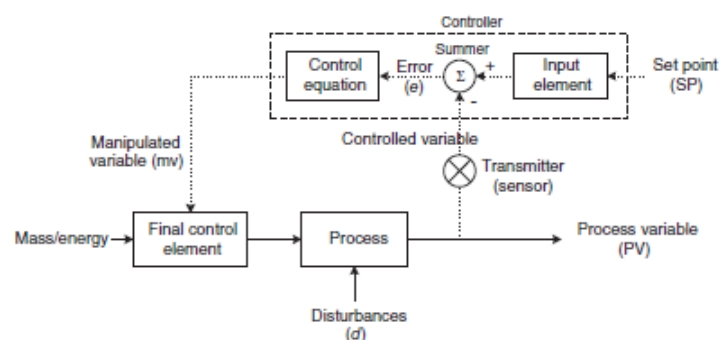 Controller
Summer
Control
equation
Error
(e)
Σ
+
-
Input
element
Set point
(SP)
Controlled variable
Manipulated
variable (mv)
Transmitter
(sensor)
Mass/energy
Final control
element
Process
Process variable
(PV)
Disturbances
(d)